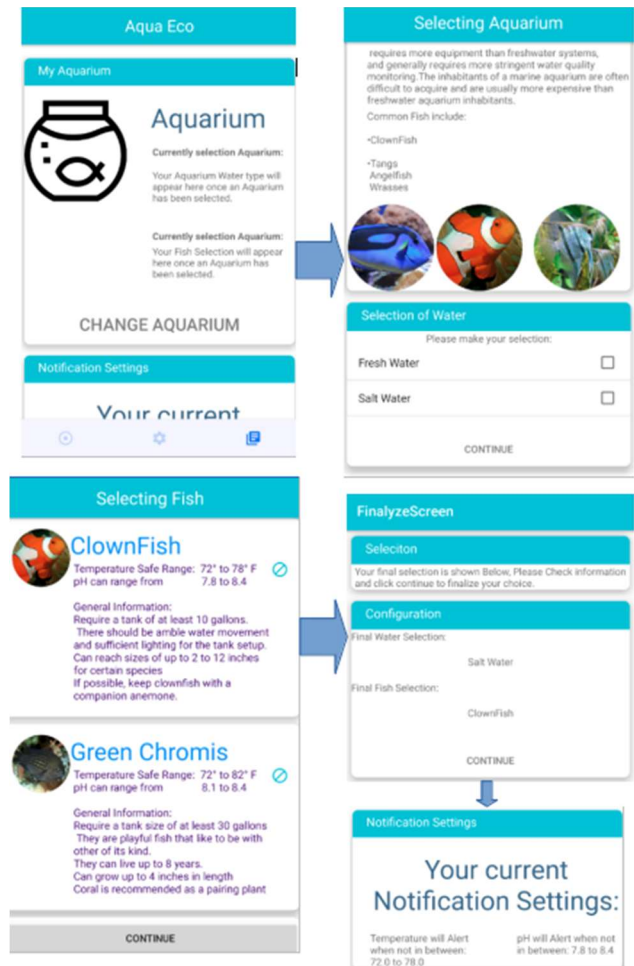 Aqua Eco
My Aquarium
Aquarium
Currently selection Aquarium:
Your Aquarium Water type will
appear here once an Aquarium
has been selected.
Currently selection Aquarium:
Your Fish Selection will appear
here once an Aquarium has
been selected.
CHANGE AQUARIUM
Notification Settings
Your current
Selecting Aquarium
requires more equipment than freshwater systems,
and generally requires more stringent water quality
monitoring.The inhabitants of a marine aquarium are often
difficult to acquire and are usually more expensive than
freshwater aquarium inhabitants.
Common Fish include:
•ClownFish
•Tangs
Angelfish
Wrasses
Selection of Water
Please make your selection:
Fresh Water
Salt Water
CONTINUE
Selecting Fish
ClownFish
Temperature Safe Range: 72° to 78° F
pH can range from 7.8 to 8.4
General Information:
Require a tank of at least 10 gallons.
There should be amble water movement
and sufficient lighting for the tank setup.
Can reach sizes of up to 2 to 12 inches
for certain species
If possible, keep clownfish with a
companion anemone.
Green Chromis
Temperature Safe Range: 72° to 82° F
pH can range from 8.1 to 8.4
General Information:
Require a tank size of at least 30 gallons
They are playful fish that like to be with
other of its kind.
They can live up to 8 years.
Can grow up to 4 inches in length
Coral is recommended as a pairing plant
CONTINUE
FinalyzeScreen
Seleciton
Your final selection is shown Below, Please Check information
and click continue to finalize your choice.
Configuration
Final Water Selection:
Salt Water
Final Fish Selection:
ClownFish
CONTINUE
Notification Settings
Your current
Notification Settings:
Temperature will Alert
when not in between:
72.0 to 78.0
pH will Alert when not
in between: 7.8 to 8.4